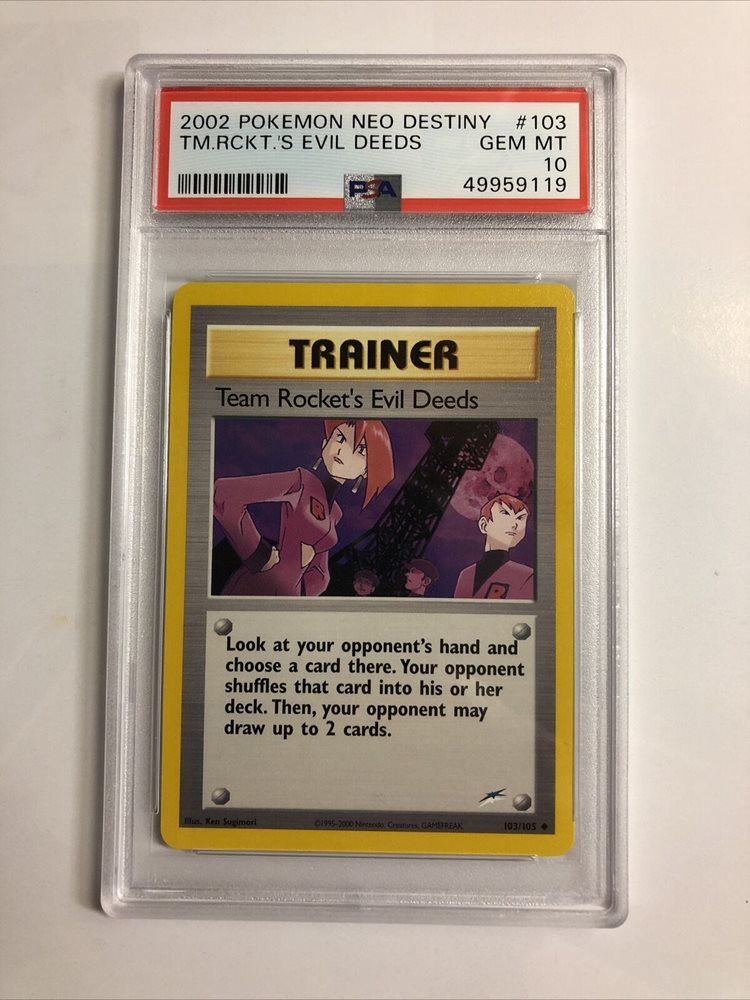 2002 POKEMON NEO DESTINY #103
TM.RCKT.'S EVIL DEEDS GEM MT
10
PSA 49959119
TRAINER
Team Rocket's Evil Deeds
R
R
Look at your opponent's hand and
choose a card there. Your opponent
shuffles that card into his or her
deck. Then, your opponent may
draw up to 2 cards.
Illus. Ken Sugimori ©1995-2000 Nintendo, Creatures, GAMEFREAK. 103/105